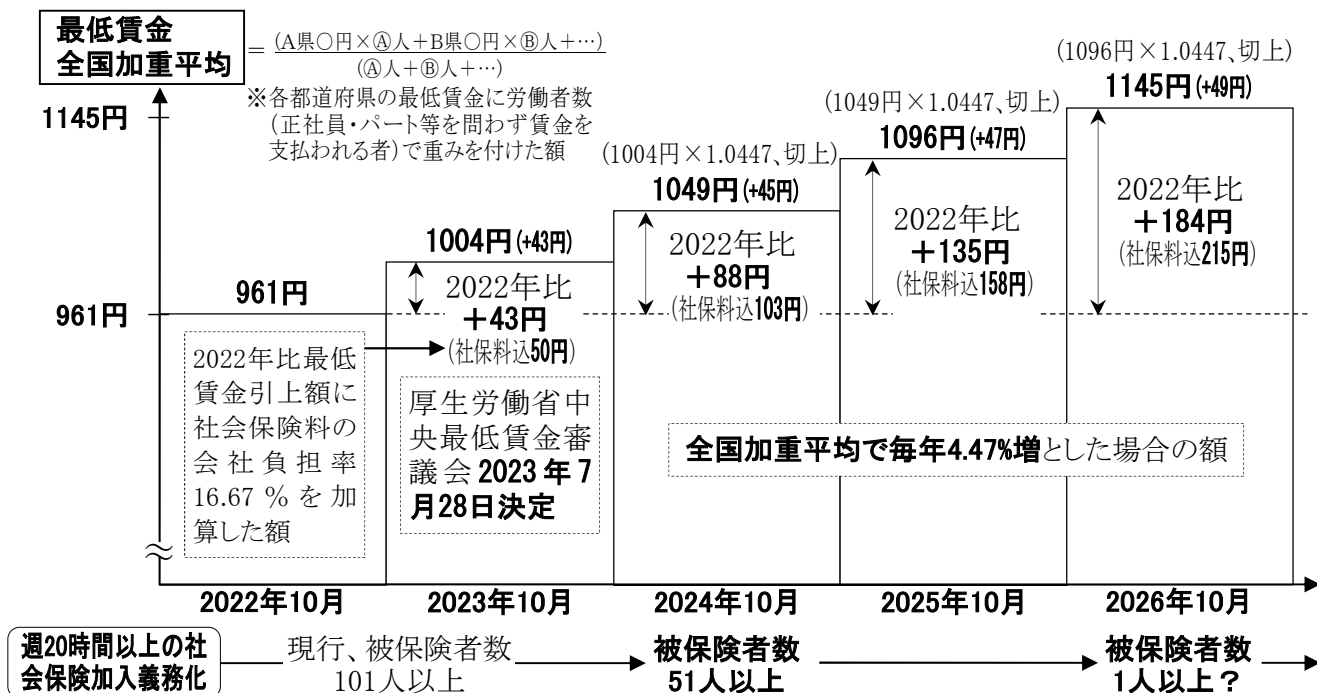 最低賃金
全国加重平均
= (A県〇円×Ⓐ人+B県〇円×Ⓑ人+…)
(Ⓐ人+Ⓑ人+…)
※各都道府県の最低賃金に労働者数
(正社員・パート等を問わず賃金を
支払われる者)で重みを付けた額
1145円
961円
961円
2022年比最低
賃金引上額に
社会保険料の
会社負担率
16.67%を加
算した額
1004円(+43円)
2022年比
+43円
(社保料込50円)
厚生労働省中
央最低賃金審
議会2023年7
月28日決定
(1004円×1.0447、切上)
1049円(+45円)
2022年比
+88円
(社保料込103円)
(1049円×1.0447、切上)
1096円(+47円)
2022年比
+135円
(社保料込158円)
(1096円×1.0447、切上)
1145円(+49円)
2022年比
+184円
(社保料込215円)
全国加重平均で毎年4.47%増とした場合の額
2022年10月
2023年10月
2024年10月
2025年10月
2026年10月
週20時間以上の社
会保険加入義務化
現行、被保険者数
101人以上
被保険者数
51人以上
被保険者数
1人以上?